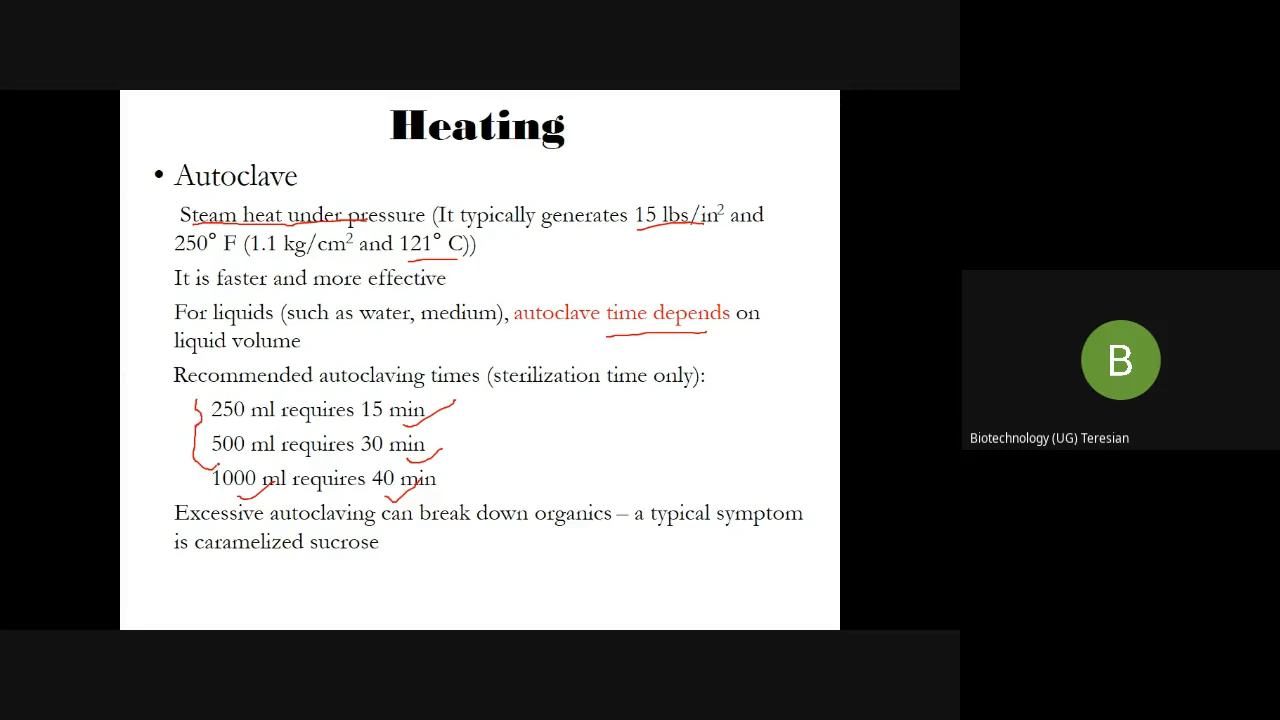 Heating
• Autoclave
Steam heat under pressure (It typically generates 15 lbs/in² and
250° F (1.1 kg/cm² and 121° C))
It is faster and more effective
For liquids (such as water, medium), autoclave time depends on
liquid volume
Recommended autoclaving times (sterilization time only):
250 ml requires 15 min
500 ml requires 30 min
1000 ml requires 40 min
Excessive autoclaving can break down organics – a typical symptom
is caramelized sucrose
B
Biotechnology (UG) Teresian